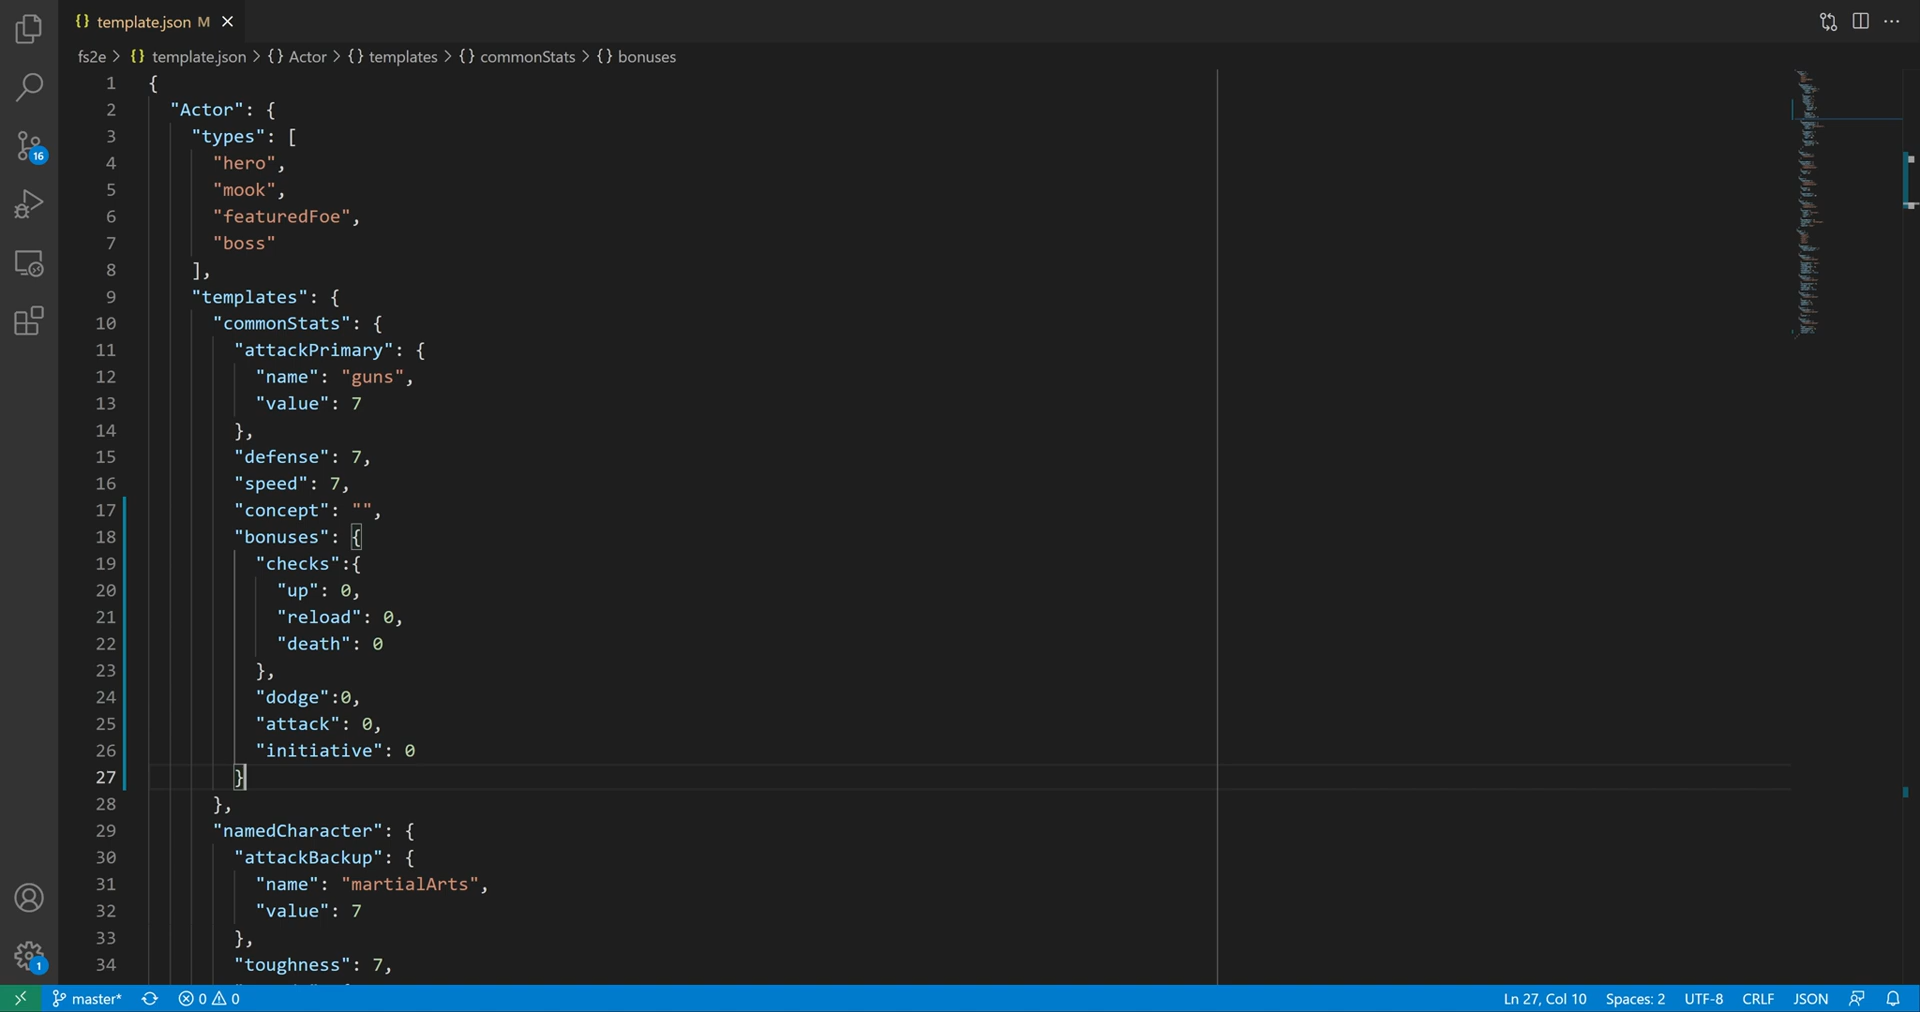 {} template.json M ×
fs2e > {} template.json > {} Actor > {} templates > {} commonStats > {} bonuses
1 {
2 "Actor": {
3 "types": [
4 "hero",
5 "mook",
6 "featuredFoe",
7 "boss"
8 ],
9 "templates": {
10 "commonStats": {
11 "attackPrimary": {
12 "name": "guns",
13 "value": 7
14 },
15 "defense": 7,
16 "speed": 7,
17 "concept": "",
18 "bonuses": {
19 "checks":{
20 "up": 0,
21 "reload": 0,
22 "death": 0
23 },
24 "dodge":0,
25 "attack": 0,
26 "initiative": 0
27 }
28 },
29 "namedCharacter": {
30 "attackBackup": {
31 "name": "martialArts",
32 "value": 7
33 },
34 "toughness": 7,
16
1
master* 0 0 Ln 27, Col 10 Spaces: 2 UTF-8 CRLF JSON